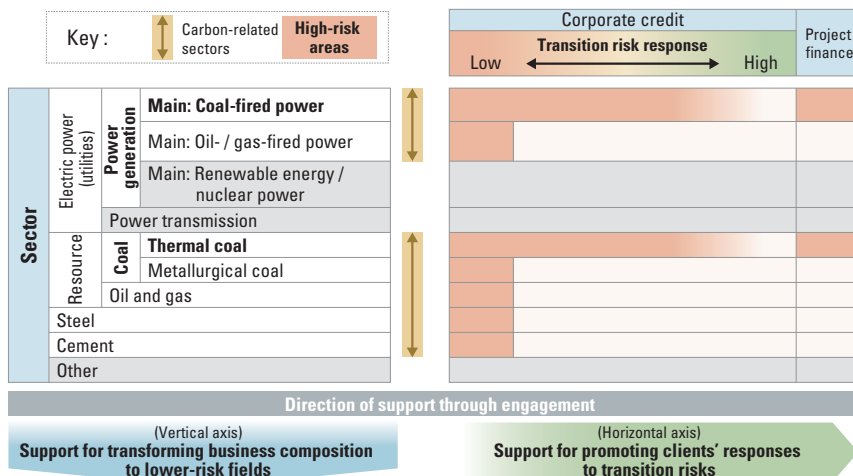 Key :
Carbon-related
sectors
High-risk
areas
Corporate credit
Transition risk response
Low
High
Project
finance
Sector
Electric power
(utilities)
Power
generation
Main: Coal-fired power
Main: Oil- / gas-fired power
Main: Renewable energy /
nuclear power
Power transmission
Resource
Coal
Thermal coal
Metallurgical coal
Oil and gas
Steel
Cement
Other
Direction of support through engagement
(Vertical axis)
Support for transforming business composition
to lower-risk fields
(Horizontal axis)
Support for promoting clients' responses
to transition risks